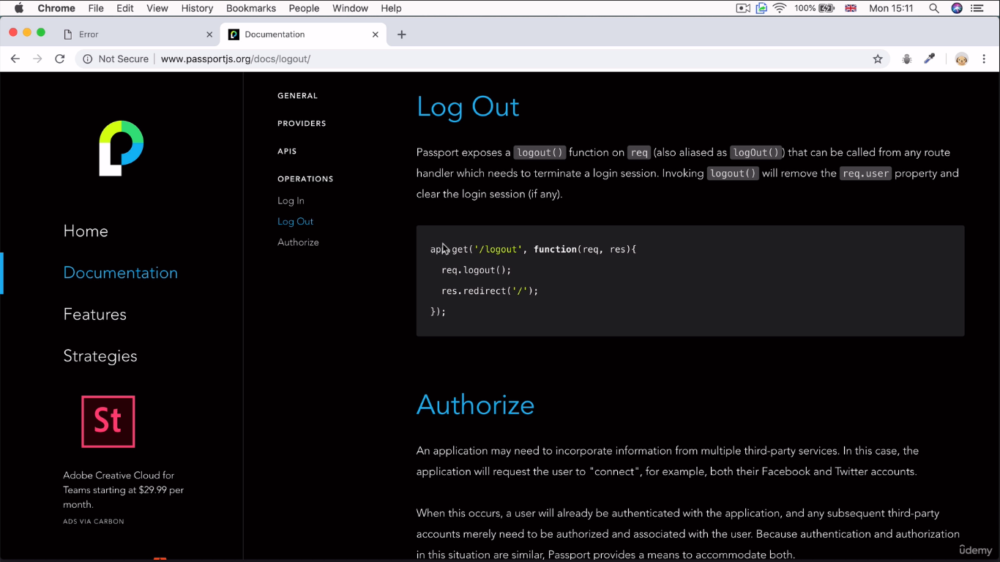 Chrome File Edit View History Bookmarks People Window Help 100% Mon 15:11
Error Documentation
Not Secure www.passportjs.org/docs/logout/
Home
Documentation
Features
Strategies
St
Adobe Creative Cloud for
Teams starting at $29.99 per
month.
ADS VIA CARBON
GENERAL
PROVIDERS
APIS
OPERATIONS
Log In
Log Out
Authorize
Log Out
Passport exposes a logout() function on req (also aliased as logOut()) that can be called from any route
handler which needs to terminate a login session. Invoking logout() will remove the req.user property and
clear the login session (if any).
app.get('/logout', function(req, res){
req.logout();
res.redirect('/');
});
Authorize
An application may need to incorporate information from multiple third-party services. In this case, the
application will request the user to "connect", for example, both their Facebook and Twitter accounts.
When this occurs, a user will already be authenticated with the application, and any subsequent third-party
accounts merely need to be authorized and associated with the user. Because authentication and authorization
in this situation are similar, Passport provides a means to accommodate both.
ûdemy